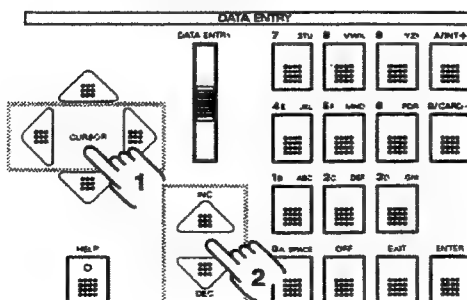 DATA ENTRY
DATA ENTRY
7 STU
8 VWX
9 YZ
A/INT
CURSOR
4 JKL
5 MNO
6 PQR
B/CARD
1
1 ABC
2 DEF
3 GHI
INC
HELP
2
SPACE
OFF
EXIT
ENTER
DEC